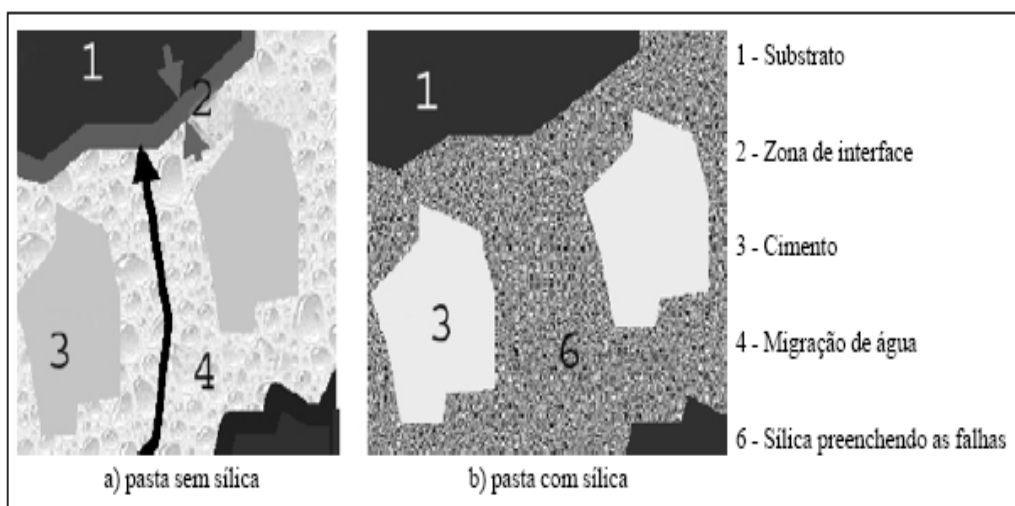 1
2
3
4
a) pasta sem sílica
1
3
6
b) pasta com sílica
1 - Substrato
2 - Zona de interface
3 - Cimento
4 - Migração de água
6 - Sílica preenchendo as falhas